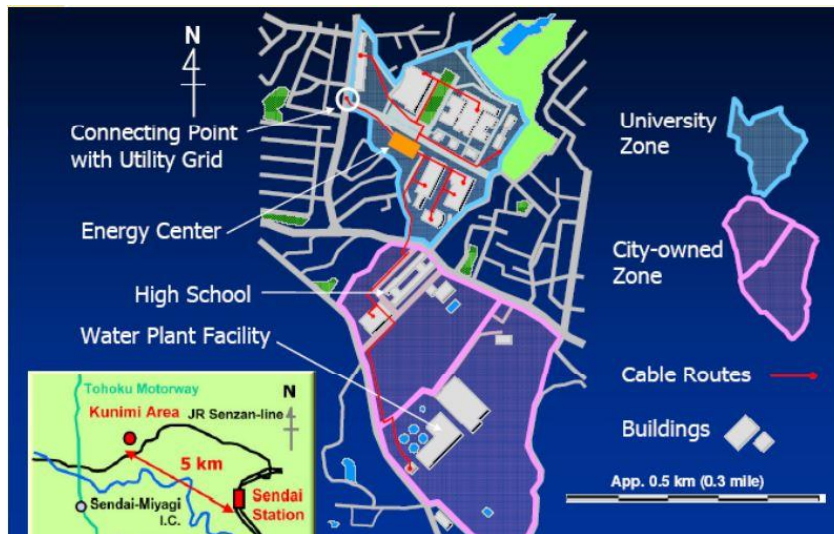 N
Connecting Point
with Utility Grid
Energy Center
High School
Water Plant Facility
University
Zone
City-owned
Zone
Cable Routes
Buildings
App. 0.5 km (0.3 mile)
Tohoku Motorway
N
Kunimi Area
JR Senzan-line
5 km
Sendai-Miyagi
I.C.
Sendai
Station